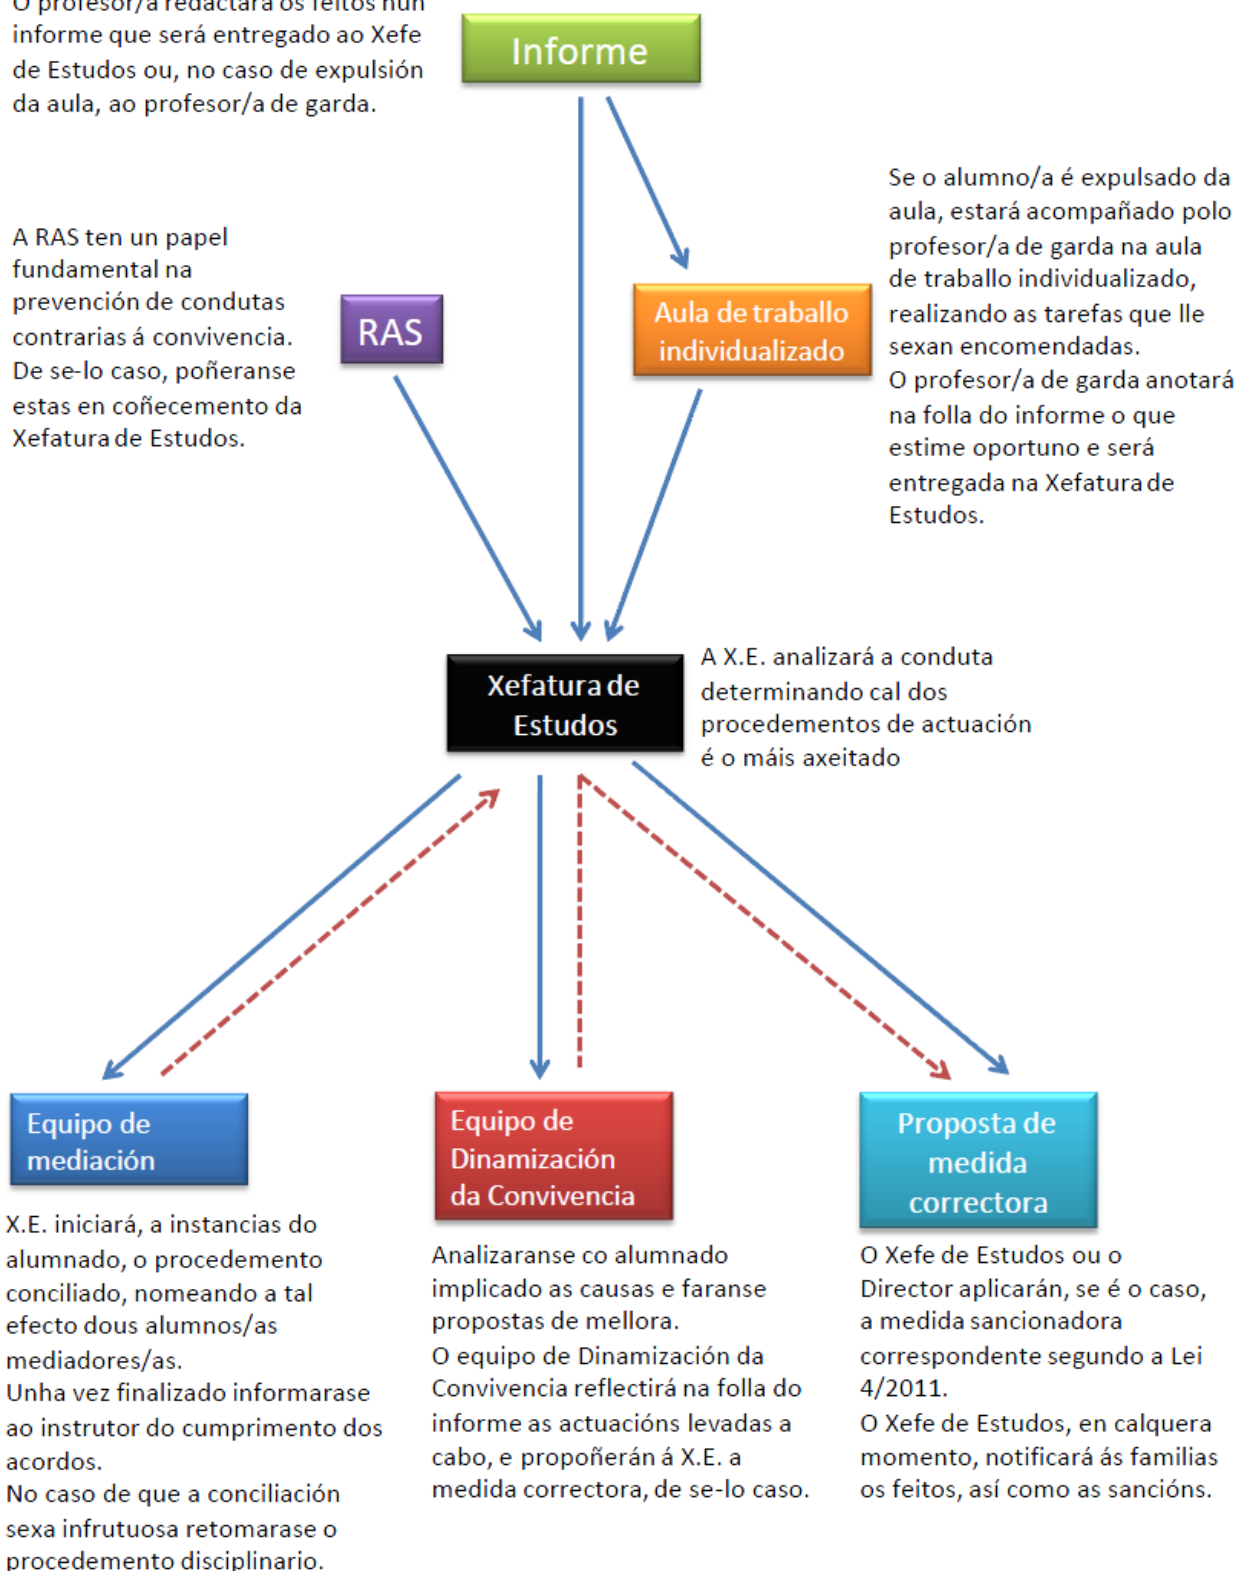 O profesor/a redactará os feitos nun
informe que será entregado ao Xefe
de Estudos ou, no caso de expulsión
da aula, ao profesor/a de garda.
Informe
A RAS ten un papel
fundamental na
prevención de condutas
contrarias á convivencia.
De se-lo caso, poñeranse
estas en coñecemento da
Xefatura de Estudos.
RAS
Aula de traballo
individualizado
Se o alumno/a é expulsado da
aula, estará acompañado polo
profesor/a de garda na aula
de traballo individualizado,
realizando as tarefas que lle
sexan encomendadas.
O profesor/a de garda anotará
na folla do informe o que
estime oportuno e será
entregada na Xefatura de
Estudos.
Xefatura de
Estudos
A X.E. analizará a conduta
determinando cal dos
procedementos de actuación
é o máis axeitado
Equipo de
mediación
X.E. iniciará, a instancias do
alumnado, o procedemento
conciliado, nomeando a tal
efecto dous alumnos/as
mediadores/as.
Unha vez finalizado informarase
ao instrutor do cumprimento dos
acordos.
No caso de que a conciliación
sexa infrutuosa retomarase o
procedemento disciplinario.
Equipo de
Dinamización
da Convivencia
Analizaranse co alumnado
implicado as causas e faranse
propostas de mellora.
O equipo de Dinamización da
Convivencia reflectirá na folla do
informe as actuacións levadas a
cabo, e propoñerán á X.E. a
medida correctora, de se-lo caso.
Proposta de
medida
correctora
O Xefe de Estudos ou o
Director aplicarán, se é o caso,
a medida sancionadora
correspondente segundo a Lei
4/2011.
O Xefe de Estudos, en calquera
momento, notificará ás familias
os feitos, así como as sancións.